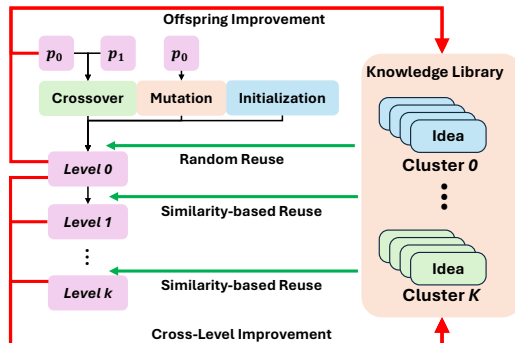 Offspring Improvement
p0 p1 p0
Knowledge Library
Crossover Mutation Initialization
Idea
Cluster 0
Random Reuse
Level 0
Similarity-based Reuse
Level 1
⋮
⋮
Idea
Similarity-based Reuse
Level k
Cluster K
Cross-Level Improvement